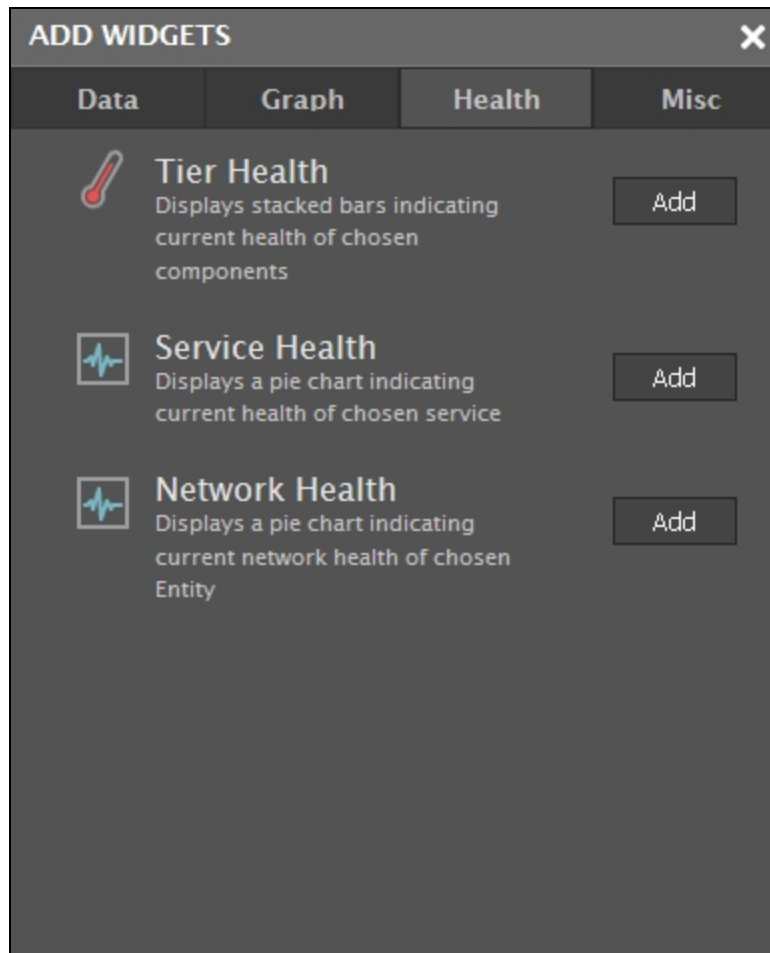 ADD WIDGETS
Data Graph Health Misc
Tier Health
Displays stacked bars indicating
current health of chosen
components
Add
Service Health
Displays a pie chart indicating
current health of chosen service
Add
Network Health
Displays a pie chart indicating
current network health of chosen
Entity
Add